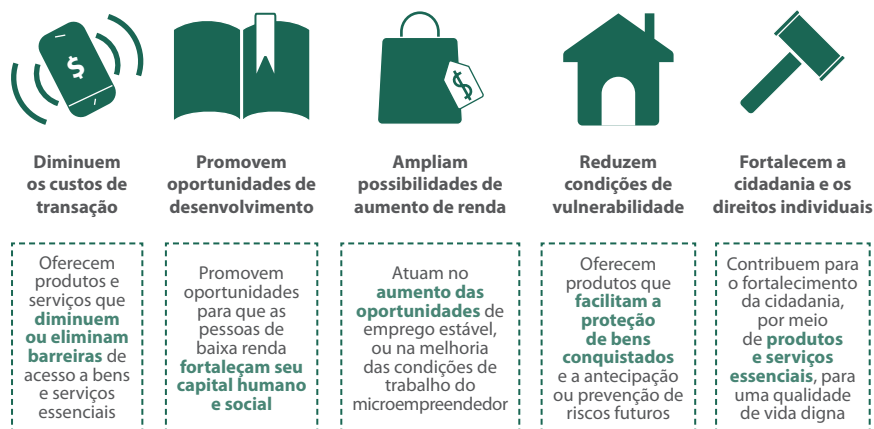 $
$
Diminuem
os custos de
transação
Promovem
oportunidades de
desenvolvimento
Ampliam
possibilidades de
aumento de renda
Reduzem
condições de
vulnerabilidade
Fortalecem a
cidadania e os
direitos individuais
Oferecem
produtos e
serviços que
diminuem
ou eliminam
barreiras de
acesso a bens
e serviços
essenciais
Promovem
oportunidades
para que as
pessoas de
baixa renda
fortaleçam seu
capital humano
e social
Atuam no
aumento das
oportunidades de
emprego estável,
ou na melhoria
das condições de
trabalho do
microempreendedor
Oferecem
produtos que
facilitam a
proteção
de bens
conquistados
e a antecipação
ou prevenção de
riscos futuros
Contribuem para
o fortalecimento
da cidadania,
por meio
de produtos
e serviços
essenciais, para
uma qualidade
de vida digna